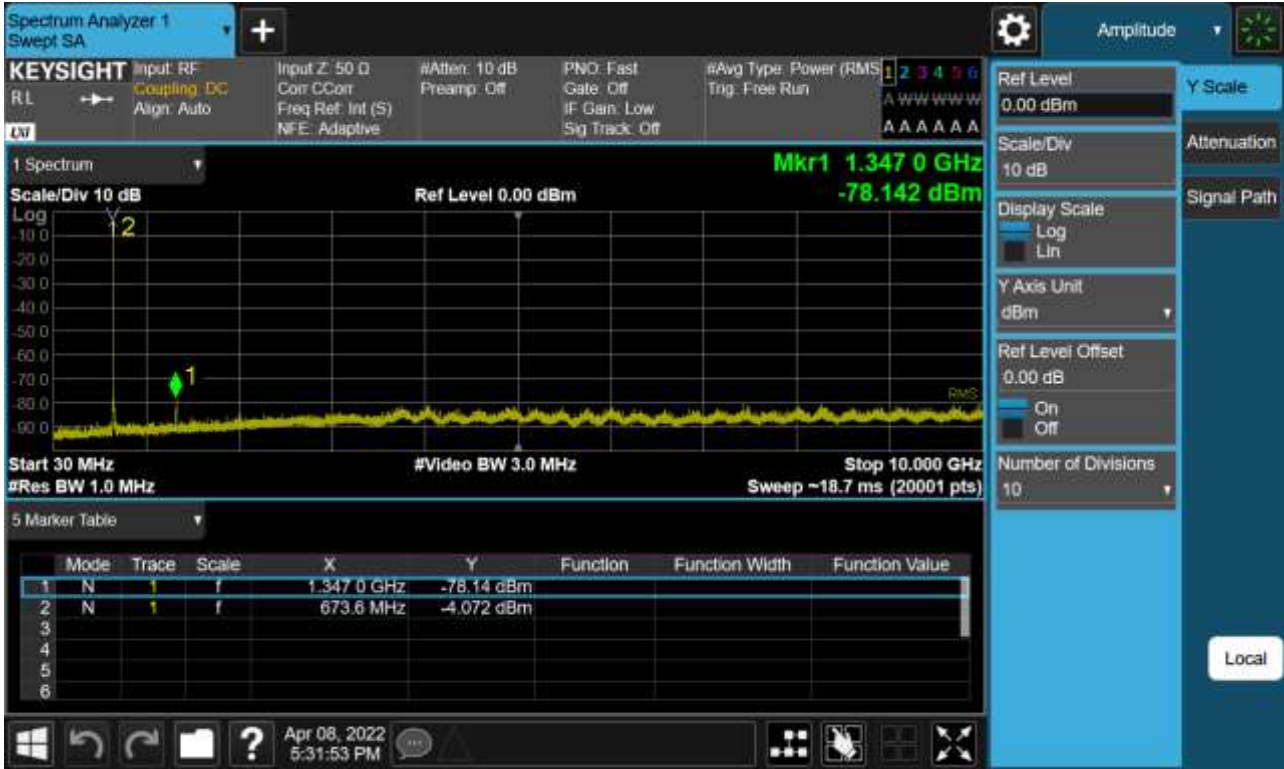 Spectrum Analyzer 1
Swept SA
+
Amplitude
KEYSIGHT
RL
LXI
Input: RF
Coupling: DC
Align: Auto
Input Z: 50 Ω
Corr CCorr
Freq Ref: Int (S)
NFE: Adaptive
#Atten: 10 dB
Preamp: Off
PNO: Fast
Gate: Off
IF Gain: Low
Sig Track: Off
#Avg Type: Power (RMS
Trig: Free Run
1 2 3 4 5 6
A W W W W W
A A A A A A
1 Spectrum
Mkr1 1.347 0 GHz
-78.142 dBm
Scale/Div 10 dB
Ref Level 0.00 dBm
Log
-10.0
-20.0
-30.0
-40.0
-50.0
-60.0
-70.0
-80.0
-90.0
2
1
RMS
Start 30 MHz
#Video BW 3.0 MHz
Stop 10.000 GHz
#Res BW 1.0 MHz
Sweep ~18.7 ms (20001 pts)
5 Marker Table
Mode Trace Scale X Y Function Function Width Function Value
1 N 1 f 1.347 0 GHz -78.14 dBm
2 N 1 f 673.6 MHz -4.072 dBm
3
4
5
6
Ref Level
0.00 dBm
Scale/Div
10 dB
Display Scale
Log
Lin
Y Axis Unit
dBm
Ref Level Offset
0.00 dB
On
Off
Number of Divisions
10
Y Scale
Attenuation
Signal Path
Local
?
Apr 08, 2022
5:31:53 PM